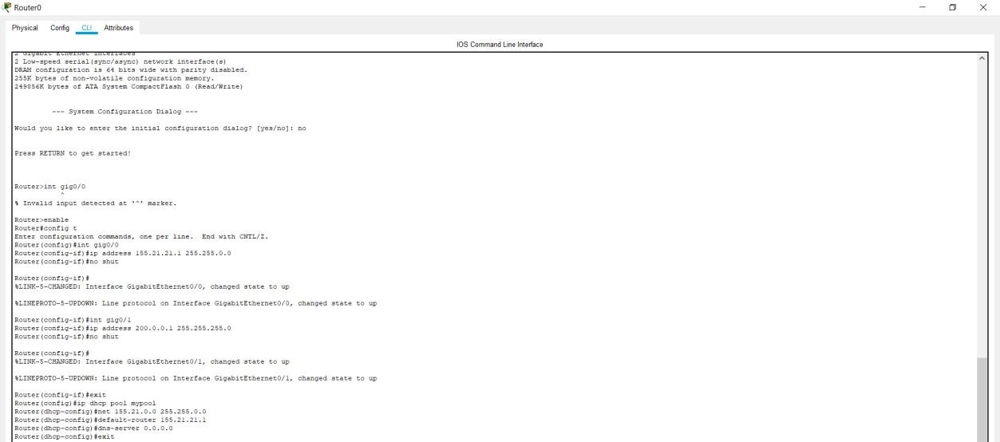 Router0
Physical Config CLI Attributes
IOS Command Line Interface
2 Gigabit Ethernet interfaces
2 Low-speed serial(sync/async) network interface(s)
DRAM configuration is 64 bits wide with parity disabled.
255K bytes of non-volatile configuration memory.
249856K bytes of ATA System CompactFlash 0 (Read/Write)
--- System Configuration Dialog ---
Would you like to enter the initial configuration dialog? [yes/no]: no
Press RETURN to get started!
Router>int gig0/0
^
% Invalid input detected at '^' marker.
Router>enable
Router#config t
Enter configuration commands, one per line.  End with CNTL/Z.
Router(config)#int gig0/0
Router(config-if)#ip address 155.21.21.1 255.255.0.0
Router(config-if)#no shut
Router(config-if)#
%LINK-5-CHANGED: Interface GigabitEthernet0/0, changed state to up
%LINEPROTO-5-UPDOWN: Line protocol on Interface GigabitEthernet0/0, changed state to up
Router(config-if)#int gig0/1
Router(config-if)#ip address 200.0.0.1 255.255.255.0
Router(config-if)#no shut
Router(config-if)#
%LINK-5-CHANGED: Interface GigabitEthernet0/1, changed state to up
%LINEPROTO-5-UPDOWN: Line protocol on Interface GigabitEthernet0/1, changed state to up
Router(config-if)#exit
Router(config)#ip dhcp pool mypool
Router(dhcp-config)#net 155.21.0.0 255.255.0.0
Router(dhcp-config)#default-router 155.21.21.1
Router(dhcp-config)#dns-server 0.0.0.0
Router(dhcp-config)#exit